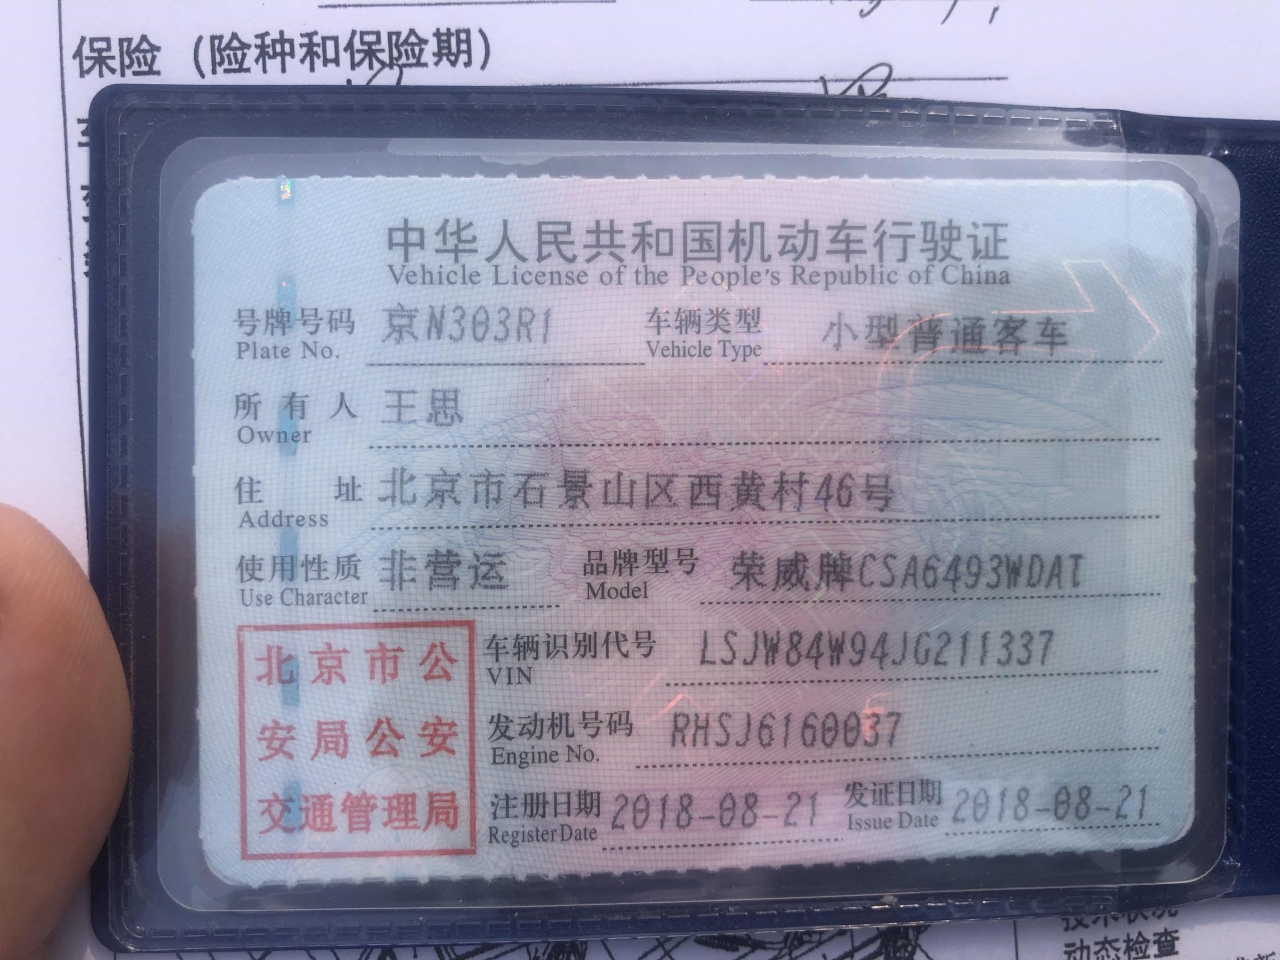 保险（险种和保险期）
中华人民共和国机动车行驶证
Vehicle License of the People's Republic of China
号牌号码 京N303R1 车辆类型 小型普通客车
Plate No. Vehicle Type
所有人 王思
Owner
住址 北京市石景山区西黄村46号
Address
使用性质 非营运 品牌型号 荣威牌CSA6493WDAT
Use Character Model
北京市公
安局公安
交通管理局
车辆识别代号 LSJW84W94JG211337
VIN
发动机号码 RHSJ6160037
Engine No.
注册日期 2018-08-21 发证日期 2018-08-21
Register Date Issue Date
技术状况
动态检查